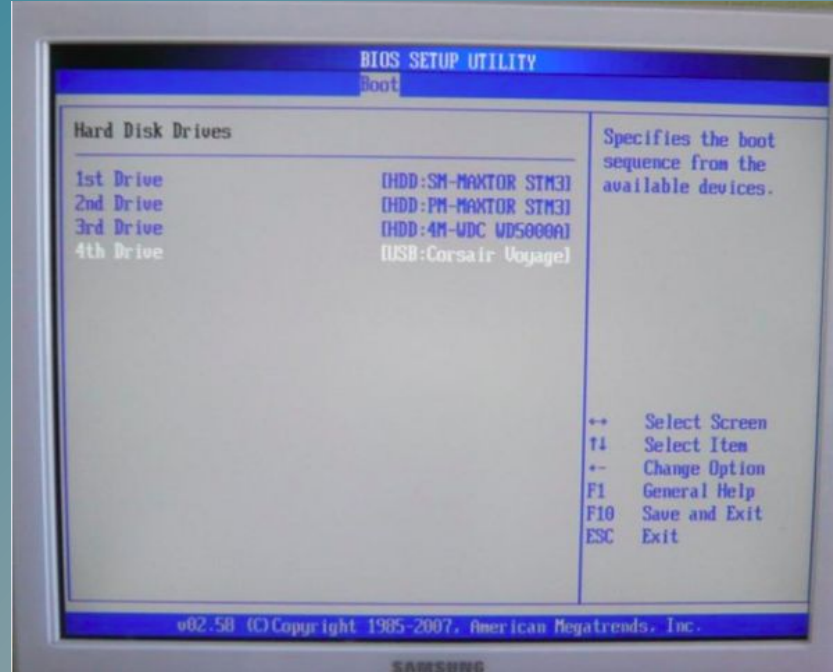 BIOS SETUP UTILITY
Boot
Hard Disk Drives
1st Drive [HDD:SM-MAXTOR STM3]
2nd Drive [HDD:PM-MAXTOR STM3]
3rd Drive [HDD:4M-WDC WD5000A]
4th Drive [USB:Corsair Voyage]
Specifies the boot
sequence from the
available devices.
↔ Select Screen
↑↓ Select Item
+- Change Option
F1 General Help
F10 Save and Exit
ESC Exit
v02.58 (C)Copyright 1985-2007, American Megatrends, Inc.
SAMSUNG